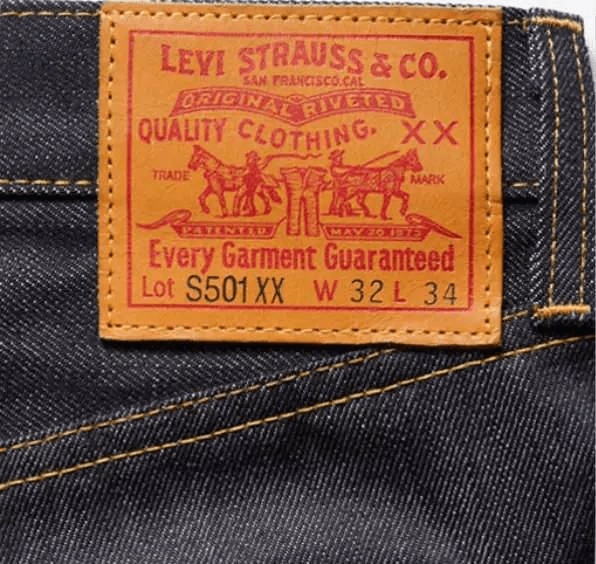 LEVI STRAUSS & CO.
SAN FRANCISCO.CAL
ORIGINAL RIVETED
QUALITY CLOTHING. XX
TRADE MARK
PATENTED MAY 20 1873
Every Garment Guaranteed
Lot S501XX W 32 L 34